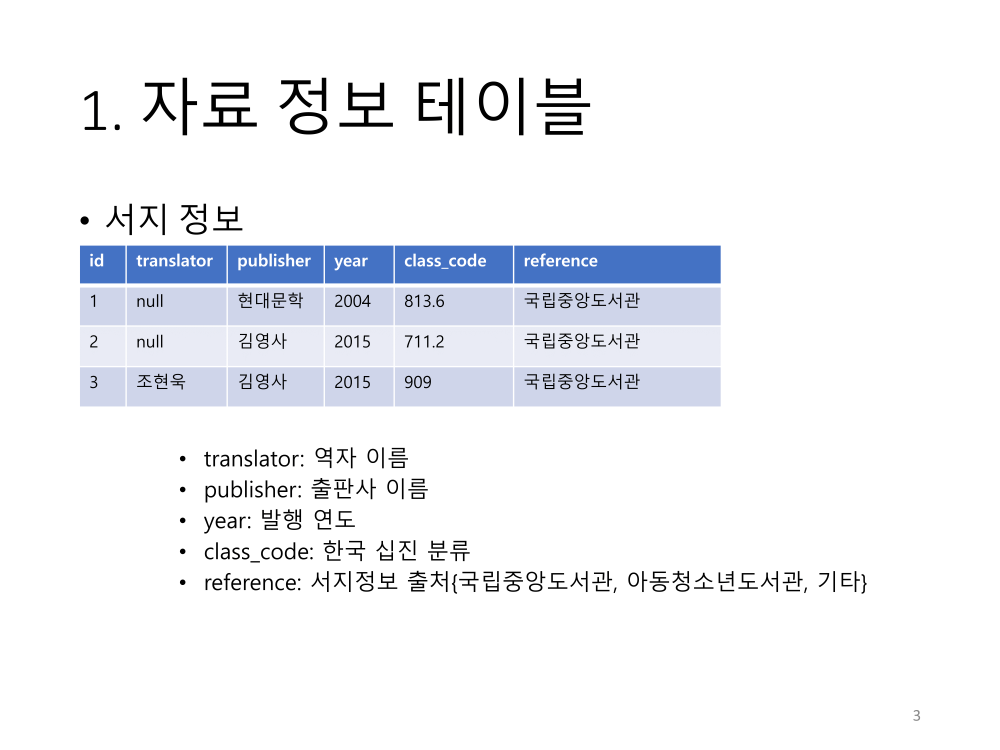 1. 자료 정보 테이블
• 서지 정보
id translator publisher year class_code reference
1 null 현대문학 2004 813.6 국립중앙도서관
2 null 김영사 2015 711.2 국립중앙도서관
3 조현욱 김영사 2015 909 국립중앙도서관
• translator: 역자 이름
• publisher: 출판사 이름
• year: 발행 연도
• class_code: 한국 십진 분류
• reference: 서지정보 출처{국립중앙도서관, 아동청소년도서관, 기타}
3